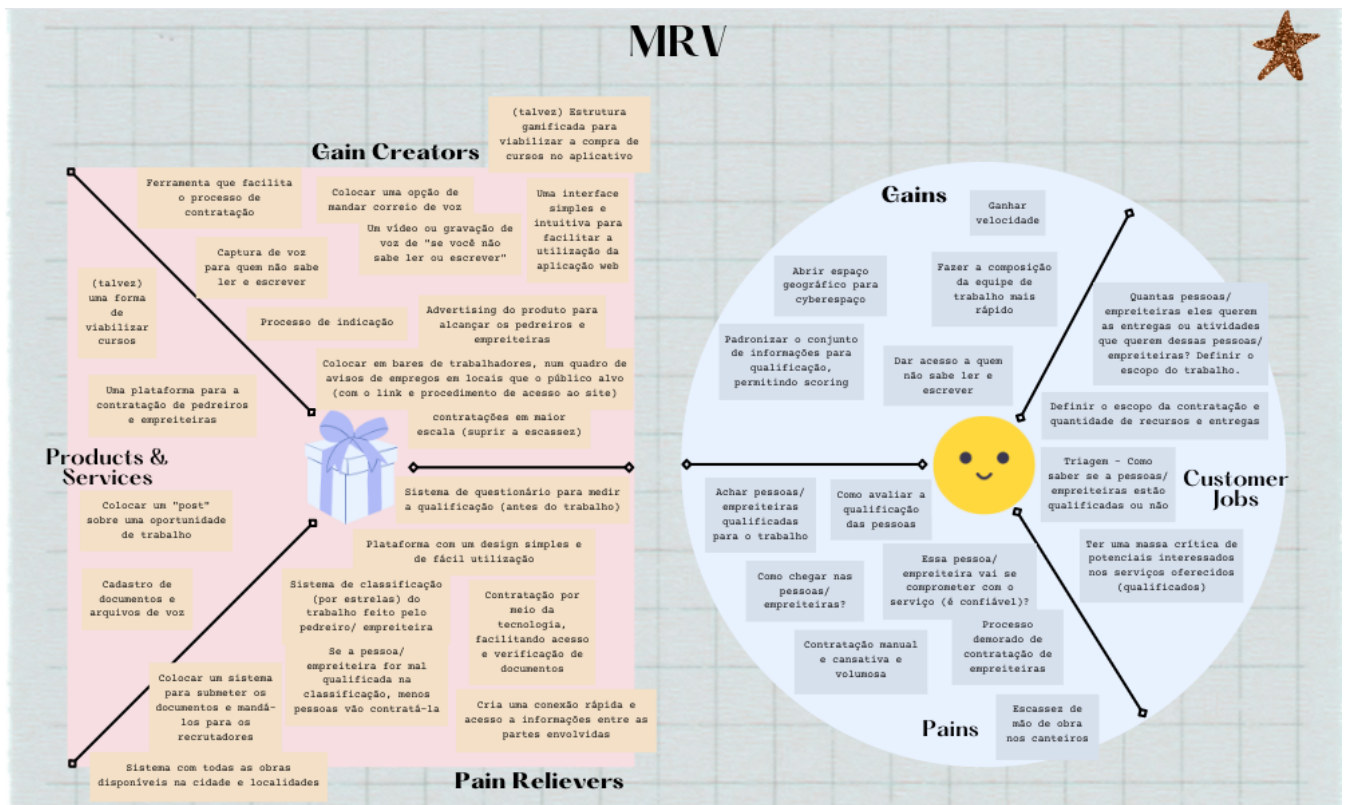 MRV
Gain Creators
(talvez) Estrutura
gamificada para
viabilizar a compra de
cursos no aplicativo
Ferramenta que facilita
o processo de
contratação
Colocar uma opção de
mandar correio de voz
Um vídeo ou gravação de
voz de "se você não
sabe ler ou escrever"
Uma interface
simples e
intuitiva para
facilitar a
utilização da
aplicação web
Captura de voz
para quem não sabe
ler e escrever
(talvez)
uma forma
de
viabilizar
cursos
Processo de indicação
Advertising do produto para
alcançar os pedreiros e
empreiteiras
Colocar em bares de trabalhadores, num quadro de
avisos de empregos em locais que o público alvo
(com o link e procedimento de acesso ao site)
contratações em maior
escala (suprir a escassez)
Uma plataforma para a
contratação de pedreiros
e empreiteiras
Products &
Services
Colocar um "post"
sobre uma oportunidade
de trabalho
Cadastro de
documentos e
arquivos de voz
Colocar um sistema
para submeter os
documentos e mandá-
los para os
recrutadores
Sistema com todas as obras
disponíveis na cidade e localidades
Sistema de questionário para medir
a qualificação (antes do trabalho)
Plataforma com um design simples e
de fácil utilização
Sistema de classificação
(por estrelas) do
trabalho feito pelo
pedreiro/ empreiteira
Se a pessoa/
empreiteira for mal
qualificada na
classificação, menos
pessoas vão contratá-la
Contratação por
meio da
tecnologia,
facilitando acesso
e verificação de
documentos
Cria uma conexão rápida e
acesso a informações entre as
partes envolvidas
Pain Relievers
Gains
Ganhar
velocidade
Abrir espaço
geográfico para
cyberespaço
Fazer a composição
da equipe de
trabalho mais
rápido
Padronizar o conjunto
de informações para
qualificação,
permitindo scoring
Dar acesso a quem
não sabe ler e
escrever
Quantas pessoas/
empreiteiras eles querem
as entregas ou atividades
que querem dessas pessoas/
empreiteiras? Definir o
escopo do trabalho.
Definir o escopo da contratação e
quantidade de recursos e entregas
Triagem - Como
saber se a pessoas/
empreiteiras estão
qualificadas ou não
Customer
Jobs
Ter uma massa crítica de
potenciais interessados
nos serviços oferecidos
(qualificados)
Achar pessoas/
empreiteiras
qualificadas
para o trabalho
Como avaliar a
qualificação
das pessoas
Essa pessoa/
empreiteira vai se
comprometer com o
serviço (é confiável)?
Como chegar nas
pessoas/
empreiteiras?
Processo
demorado de
contratação de
empreiteiras
Contratação manual
e cansativa e
volumosa
Pains
Escassez de
mão de obra
nos canteiros